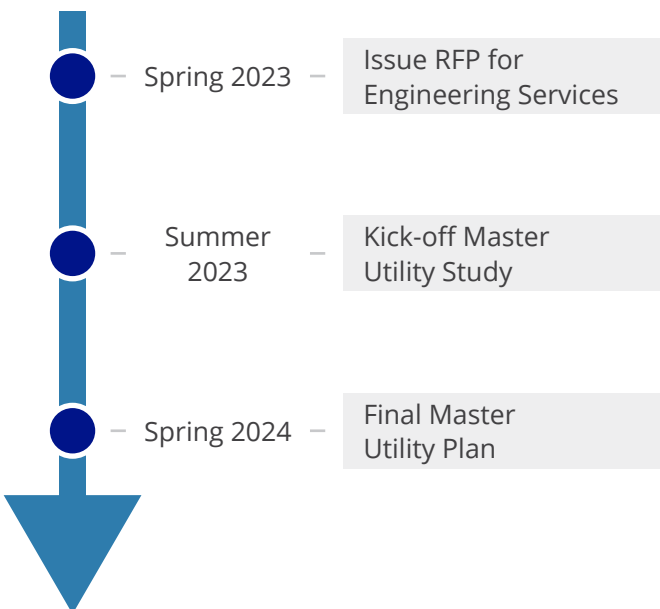 Spring 2023
Issue RFP for
Engineering Services
Summer
2023
Kick-off Master
Utility Study
Spring 2024
Final Master
Utility Plan